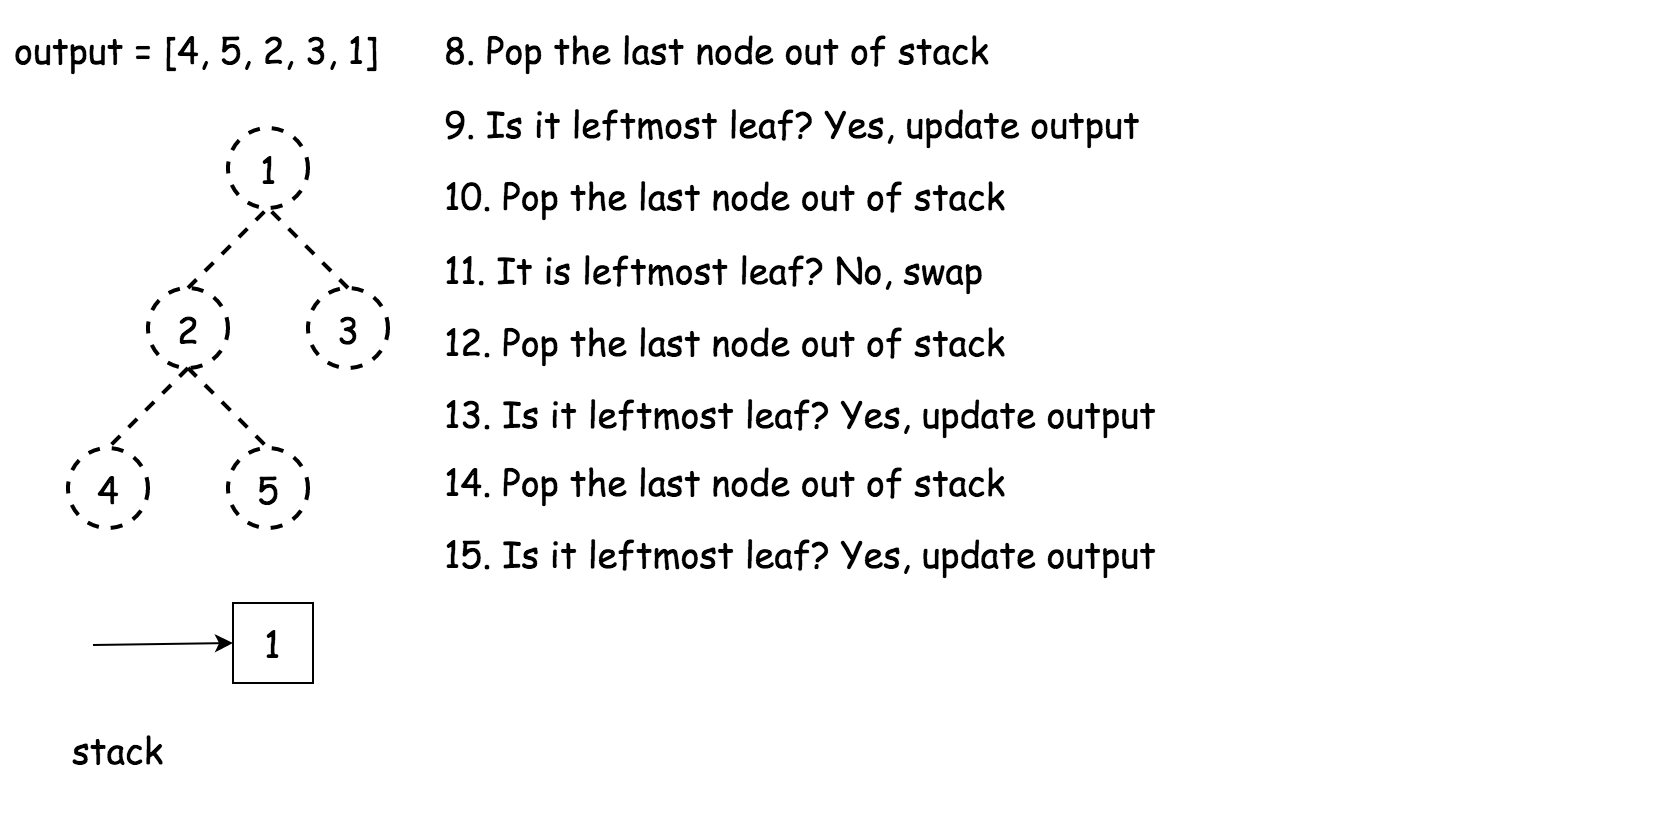 output = [4, 5, 2, 3, 1]
8. Pop the last node out of stack
9. Is it leftmost leaf? Yes, update output
10. Pop the last node out of stack
11. It is leftmost leaf? No, swap
12. Pop the last node out of stack
13. Is it leftmost leaf? Yes, update output
14. Pop the last node out of stack
15. Is it leftmost leaf? Yes, update output
1
2 3
4 5
1
stack